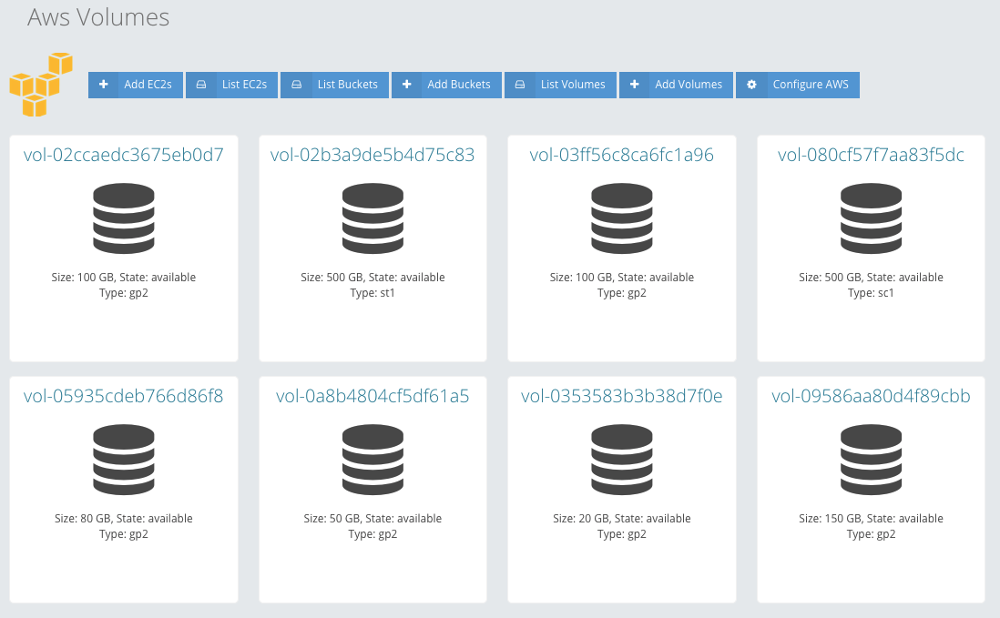 Aws Volumes
Add EC2s List EC2s List Buckets Add Buckets List Volumes Add Volumes Configure AWS
vol-02ccaedc3675eb0d7
Size: 100 GB, State: available
Type: gp2
vol-02b3a9de5b4d75c83
Size: 500 GB, State: available
Type: st1
vol-03ff56c8ca6fc1a96
Size: 100 GB, State: available
Type: gp2
vol-080cf57f7aa83f5dc
Size: 500 GB, State: available
Type: sc1
vol-05935cdeb766d86f8
Size: 80 GB, State: available
Type: gp2
vol-0a8b4804cf5df61a5
Size: 50 GB, State: available
Type: gp2
vol-0353583b3b38d7f0e
Size: 20 GB, State: available
Type: gp2
vol-09586aa80d4f89cbb
Size: 150 GB, State: available
Type: gp2